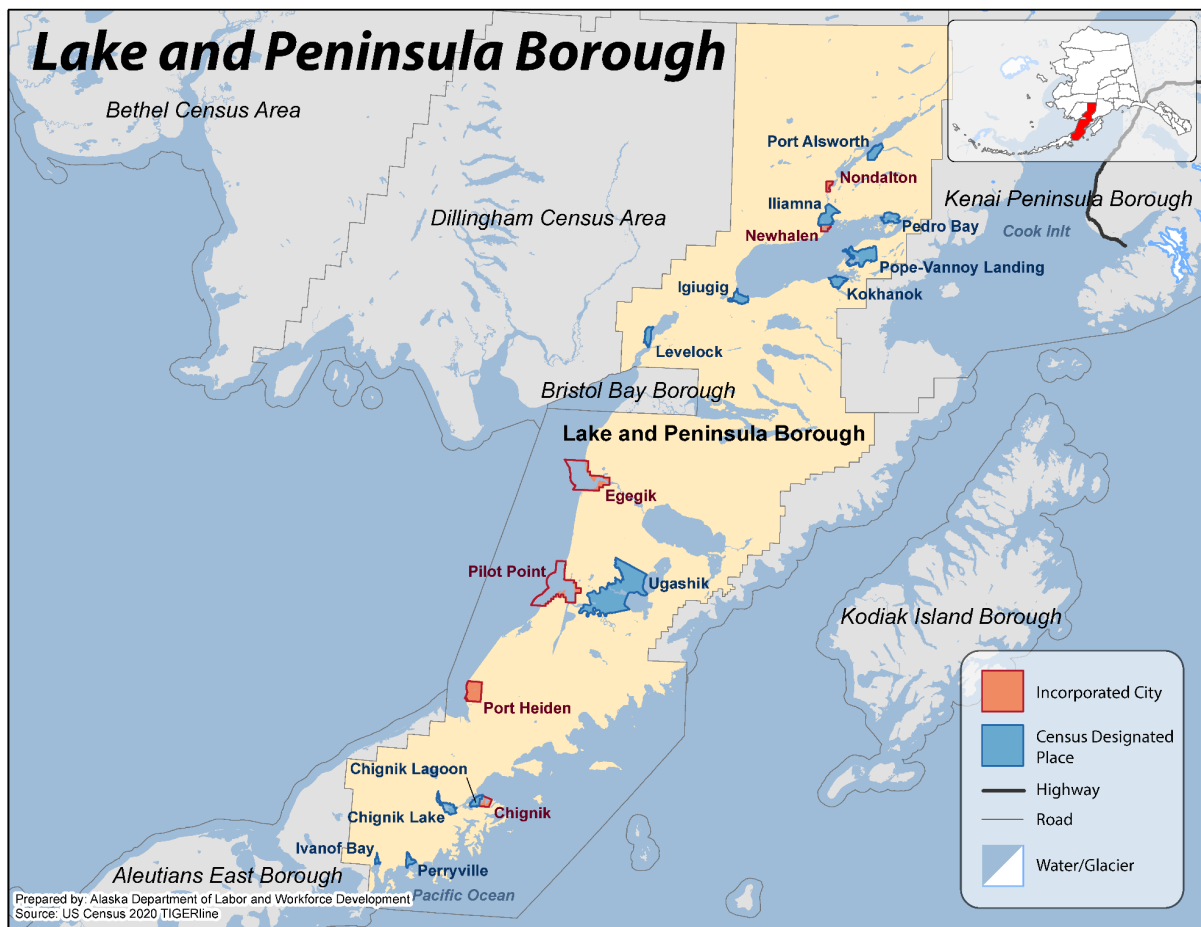 Lake and Peninsula Borough
Bethel Census Area
Port Alsworth
Nondalton
Kenai Peninsula Borough
Iliamna
Dillingham Census Area
Pedro Bay
Cook Inlt
Newhalen
Pope-Vannoy Landing
Igiugig
Kokhanok
Levelock
Bristol Bay Borough
Lake and Peninsula Borough
Egegik
Pilot Point
Ugashik
Kodiak Island Borough
Port Heiden
Chignik Lagoon
Chignik Lake
Chignik
Ivanof Bay
Perryville
Aleutians East Borough
Pacific Ocean
Incorporated City
Census Designated
Place
Highway
Road
Water/Glacier
Prepared by: Alaska Department of Labor and Workforce Development
Source: US Census 2020 TIGERline